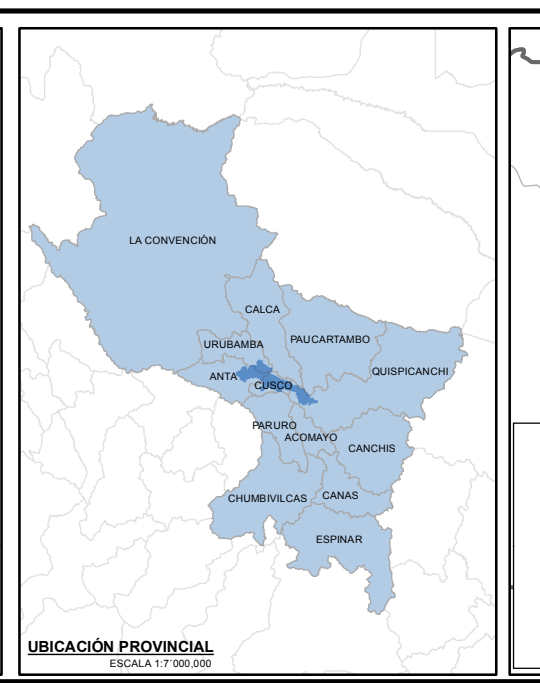 LA CONVENCIÒN
CALCA
URUBAMBA
PAUCARTAMBO
ANTA
QUISPICANCHI
CUSCO
PARURO
ACOMAYO
CANCHIS
CHUMBIVILCAS
CANAS
ESPINAR
UBICACIÓN PROVINCIAL
ESCALA 1:7´000,000